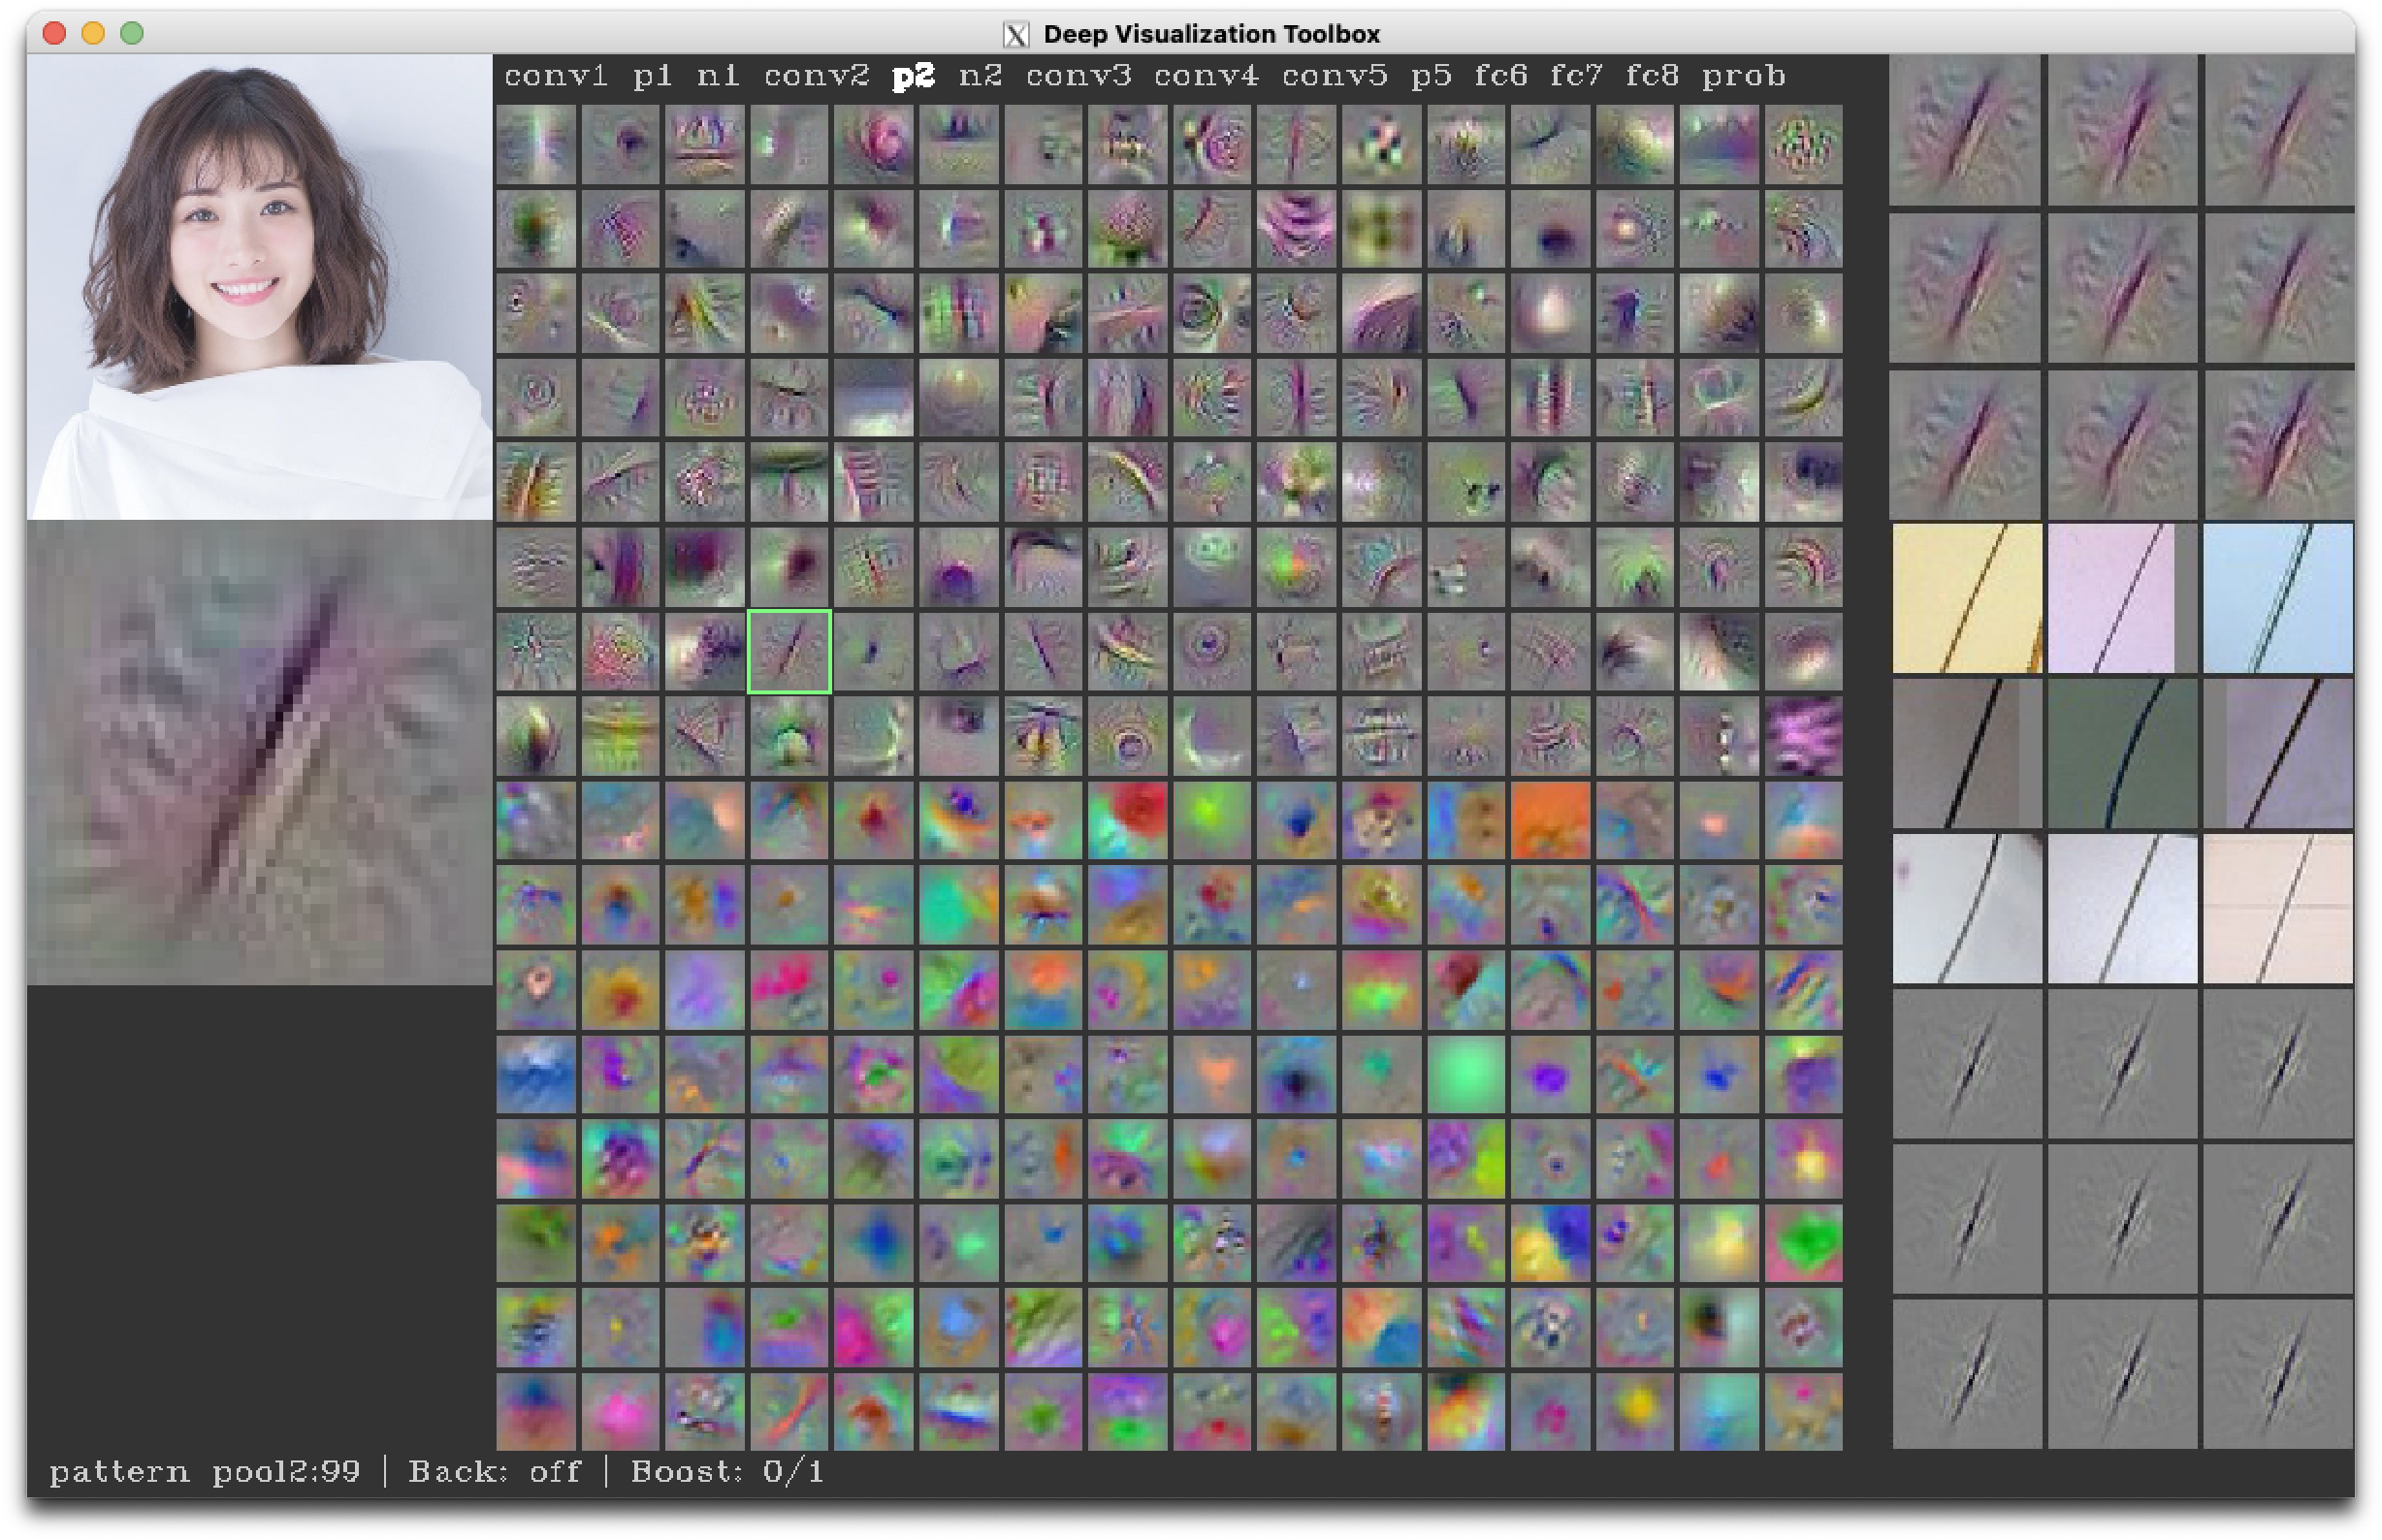 Deep Visualization Toolbox
conv1 p1 n1 conv2 p2 n2 conv3 conv4 conv5 p5 fc6 fc7 fc8 prob
pattern pool2:99 | Back: off | Boost: 0/1